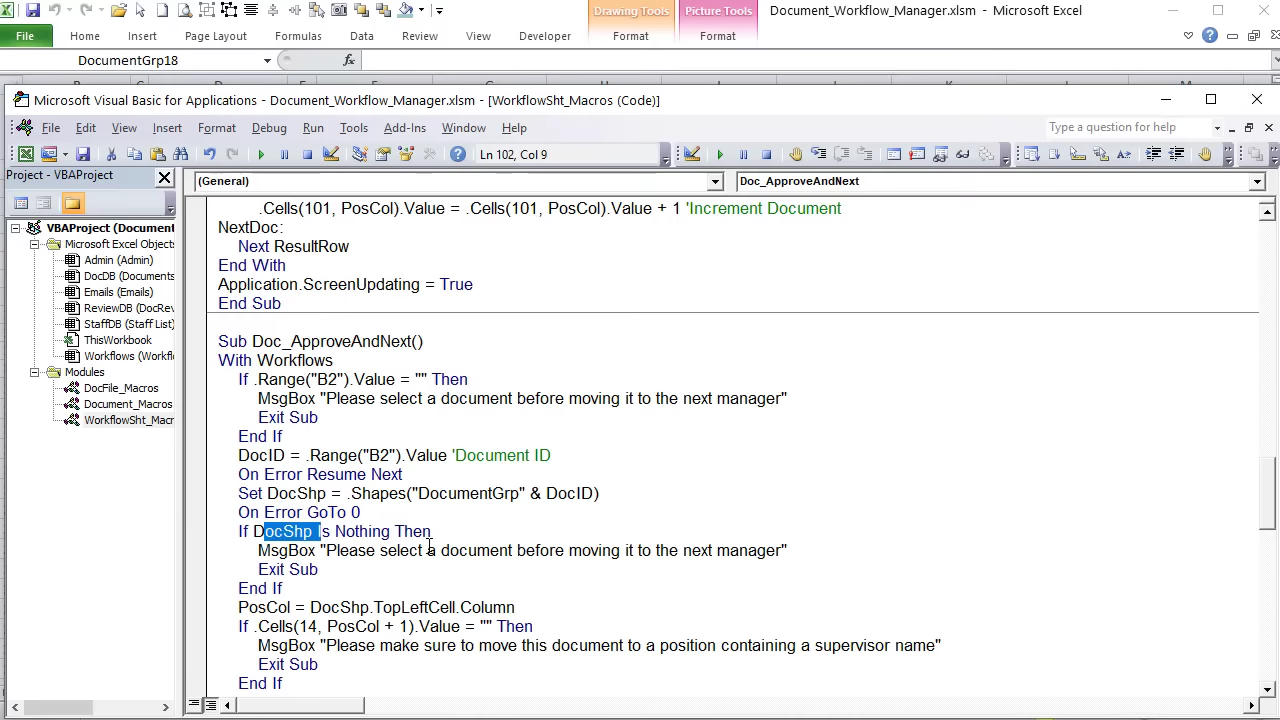 Drawing Tools
Picture Tools
Document_Workflow_Manager.xlsm - Microsoft Excel
File
Home
Insert
Page Layout
Formulas
Data
Review
View
Developer
Format
Format
DocumentGrp18
fx
Microsoft Visual Basic for Applications - Document_Workflow_Manager.xlsm - [WorkflowSht_Macros (Code)]
File
Edit
View
Insert
Format
Debug
Run
Tools
Add-Ins
Window
Help
Type a question for help
Ln 102, Col 9
Project - VBAProject
(General)
Doc_ApproveAndNext
VBAProject (Document
Microsoft Excel Objects
Admin (Admin)
DocDB (Documents
Emails (Emails)
ReviewDB (DocRev
StaffDB (Staff List)
ThisWorkbook
Workflows (Workfl
Modules
DocFile_Macros
Document_Macros
WorkflowSht_Macr
.Cells(101, PosCol).Value = .Cells(101, PosCol).Value + 1 'Increment Document
NextDoc:
Next ResultRow
End With
Application.ScreenUpdating = True
End Sub
Sub Doc_ApproveAndNext()
With Workflows
If .Range("B2").Value = "" Then
MsgBox "Please select a document before moving it to the next manager"
Exit Sub
End If
DocID = .Range("B2").Value 'Document ID
On Error Resume Next
Set DocShp = .Shapes("DocumentGrp" & DocID)
On Error GoTo 0
If DocShp Is Nothing Then
MsgBox "Please select a document before moving it to the next manager"
Exit Sub
End If
PosCol = DocShp.TopLeftCell.Column
If .Cells(14, PosCol + 1).Value = "" Then
MsgBox "Please make sure to move this document to a position containing a supervisor name"
Exit Sub
End If